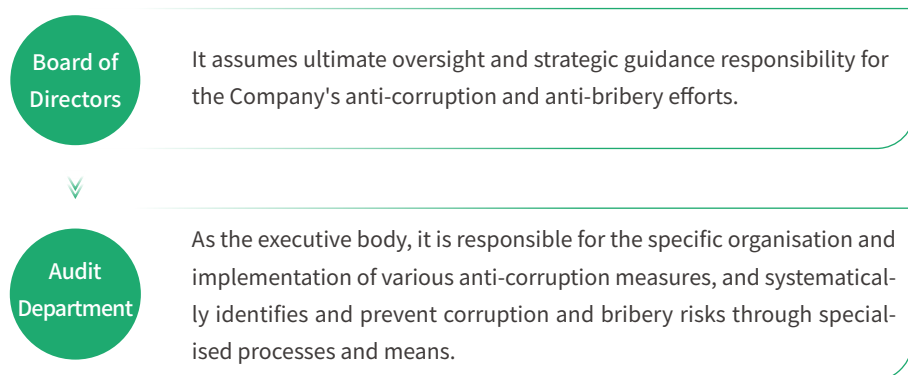 Board of
Directors
It assumes ultimate oversight and strategic guidance responsibility for
the Company's anti-corruption and anti-bribery efforts.
Audit
Department
As the executive body, it is responsible for the specific organisation and
implementation of various anti-corruption measures, and systematical-
ly identifies and prevent corruption and bribery risks through special-
ised processes and means.